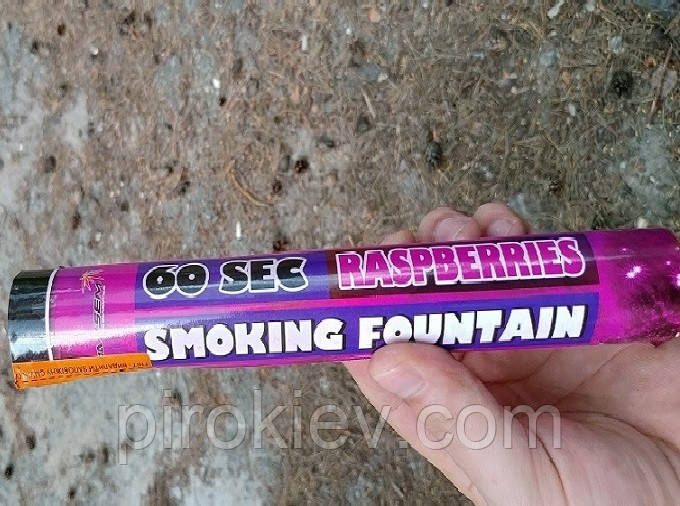 60 SEC RASPBERRIES
SMOKING FOUNTAIN
pirokiev.com